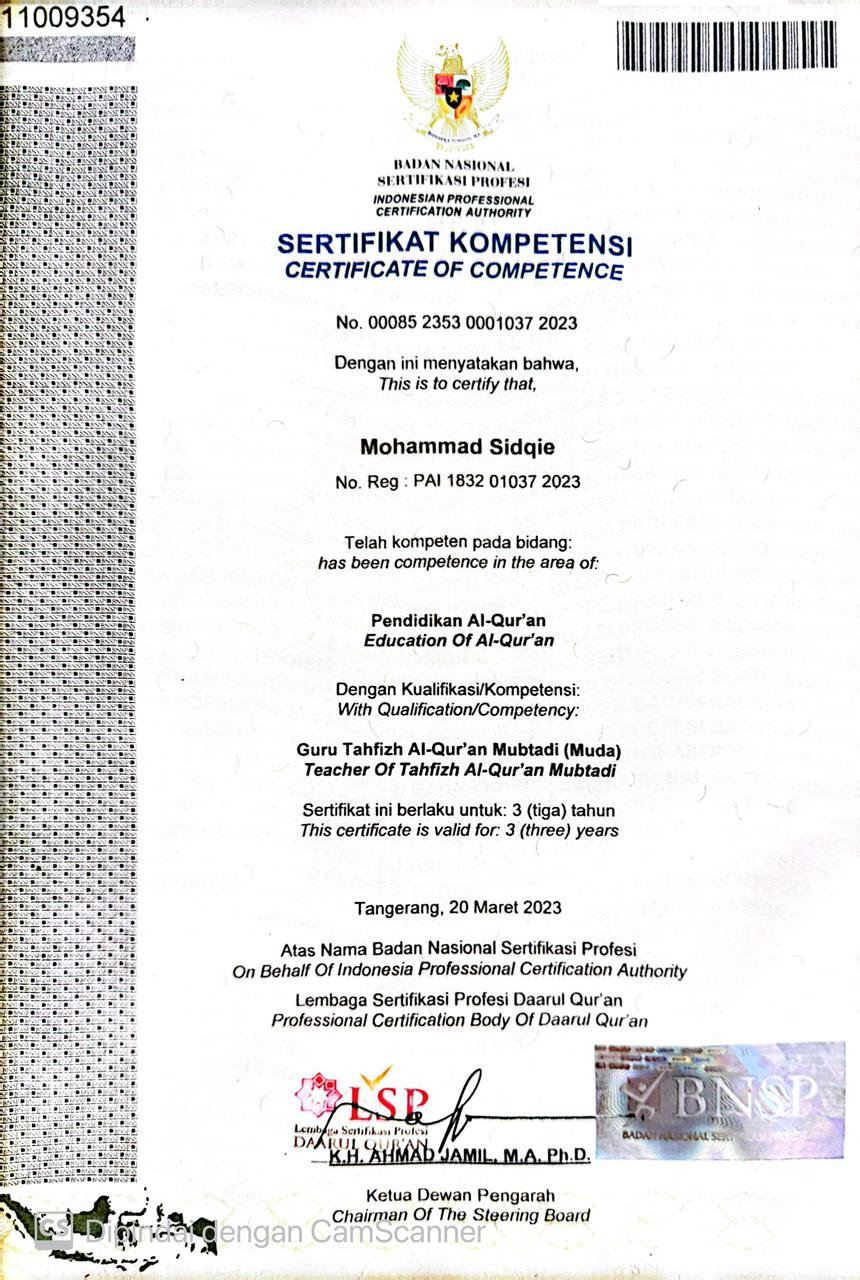 11009354
BADAN NASIONAL
SERTIFIKASI PROFESI
INDONESIAN PROFESSIONAL
CERTIFICATION AUTHORITY
SERTIFIKAT KOMPETENSI
CERTIFICATE OF COMPETENCE
No. 00085 2353 0001037 2023
Dengan ini menyatakan bahwa,
This is to certify that,
Mohammad Sidqie
No. Reg : PAI 1832 01037 2023
Telah kompeten pada bidang:
has been competence in the area of:
Pendidikan Al-Qur'an
Education Of Al-Qur'an
Dengan Kualifikasi/Kompetensi:
With Qualification/Competency:
Guru Tahfizh Al-Qur'an Mubtadi (Muda)
Teacher Of Tahfizh Al-Qur'an Mubtadi
Sertifikat ini berlaku untuk: 3 (tiga) tahun
This certificate is valid for: 3 (three) years
Tangerang, 20 Maret 2023
Atas Nama Badan Nasional Sertifikasi Profesi
On Behalf Of Indonesia Professional Certification Authority
Lembaga Sertifikasi Profesi Daarul Qur'an
Professional Certification Body Of Daarul Qur'an
LSP
Lembaga Sertifikasi Profesi
DAARUL QUR'AN
BNSP
BADAN NASIONAL
K.H. AHMAD JAMIL, M.A. Ph.D.
Ketua Dewan Pengarah
Chairman Of The Steering Board
CS Dipindai dengan CamScanner